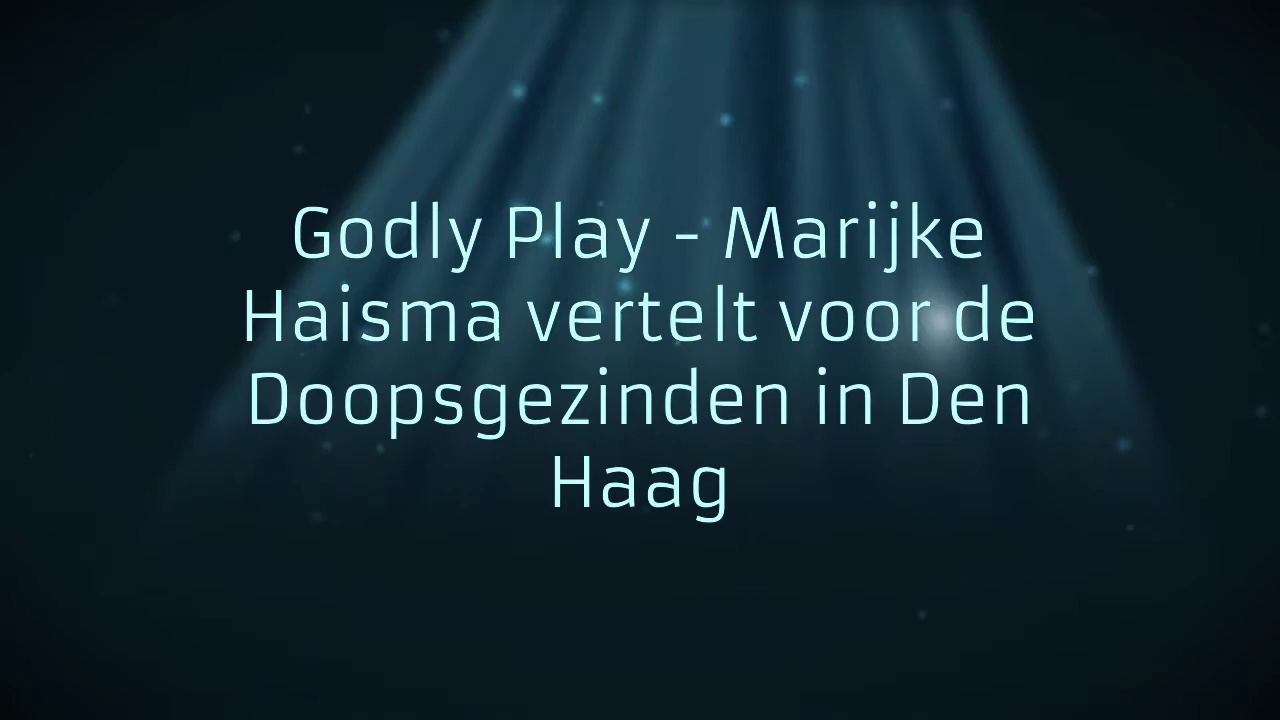 Godly Play - Marijke
Haisma vertelt voor de
Doopsgezinden in Den
Haag